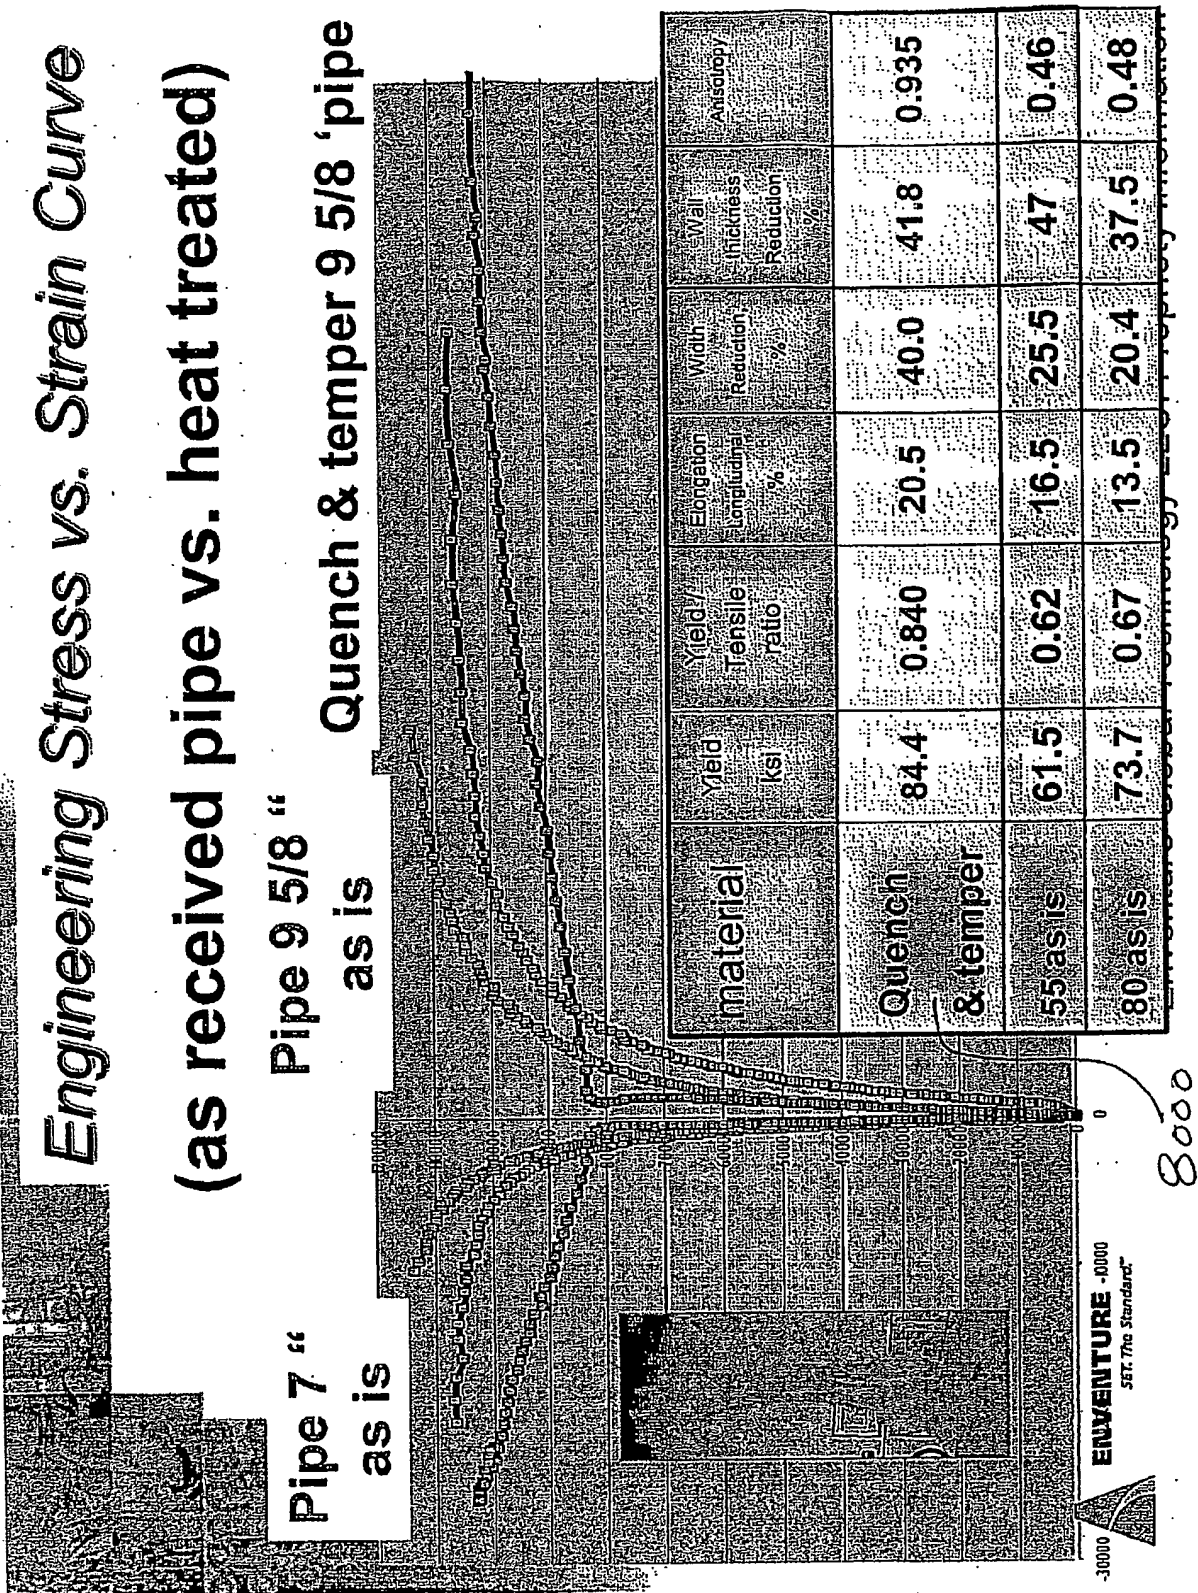 Engineering Stress vs. Strain Curve
(as received pipe vs. heat treated)
Pipe 7 “
as is
Pipe 9 5/8 “
as is
Quench & temper 9 5/8 ‘pipe
material
Yield
ksi
Yield /
Tensile
ratio
Elongation
Longitudinal
%
Width
Reduction
%
Wall
thickness
Reduction
%
Anisotropy
Quench
& temper
84.4
0.840
20.5
40.0
41.8
0.935
55 as is
61.5
0.62
16.5
25.5
47
0.46
80 as is
73.7
0.67
13.5
20.4
37.5
0.48
-30000
0
ENVENTURE
SET. The Standard.™
8000